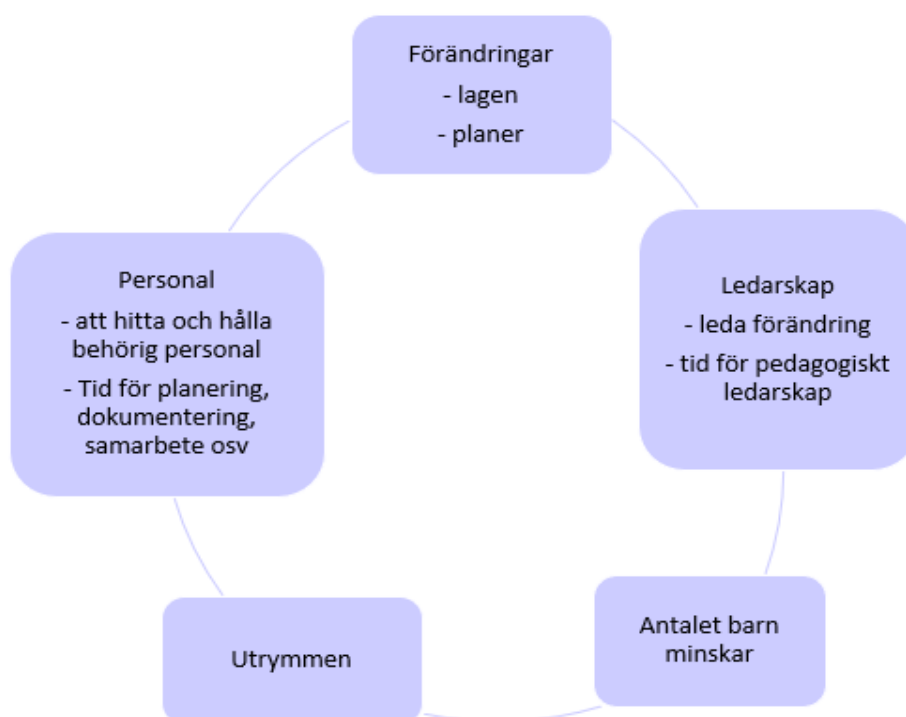 Förändringar
- lagen
- planer
Ledarskap
- leda förändring
- tid för pedagogiskt
ledarskap
Antalet barn
minskar
Utrymmen
Personal
- att hitta och hålla
behörig personal
- Tid för planering,
dokumentering,
samarbete osv